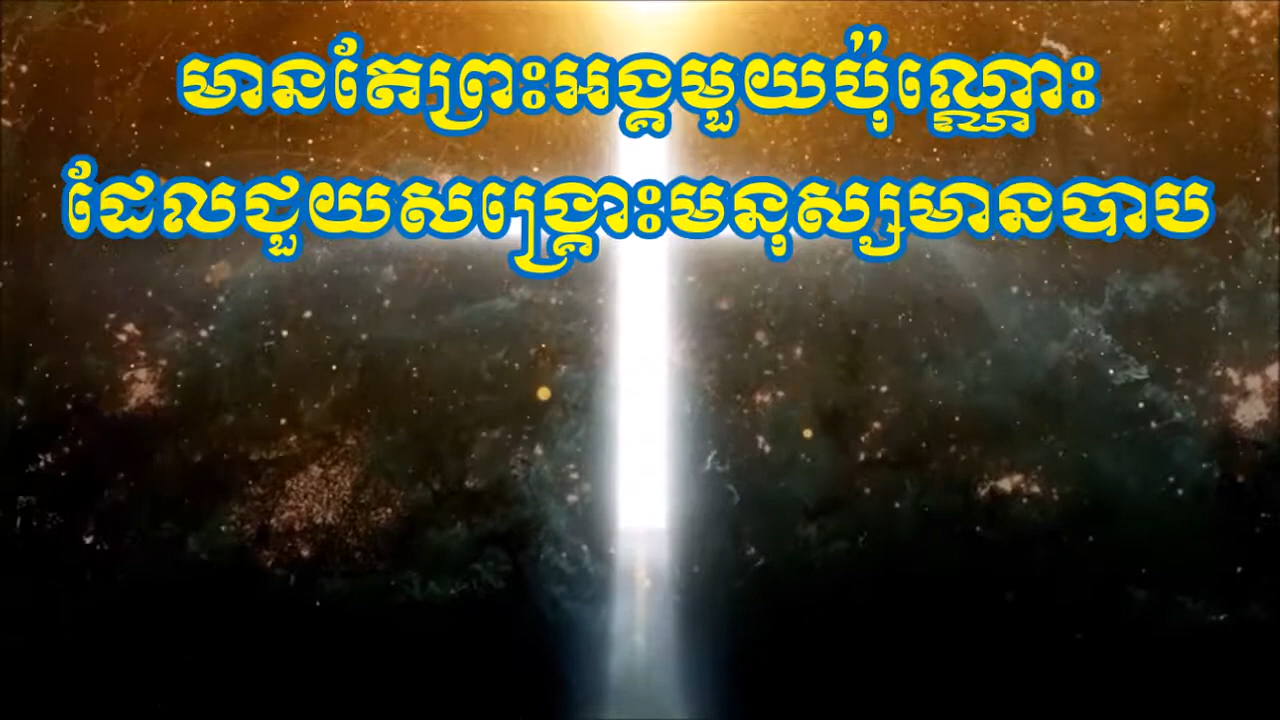 មានតែព្រះអង្គមួយប៉ុណ្ណោះ
ដែលជួយសង្គ្រោះមនុស្សមានបាប